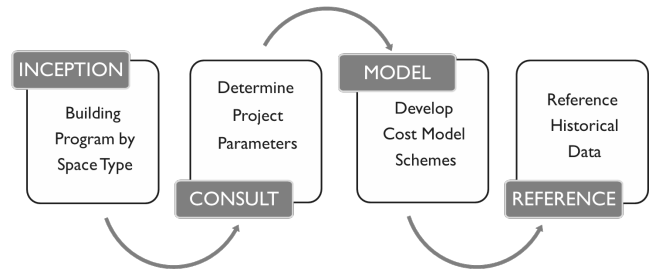 INCEPTION
Building
Program by
Space Type
Determine
Project
Parameters
CONSULT
MODEL
Develop
Cost Model
Schemes
Reference
Historical
Data
REFERENCE